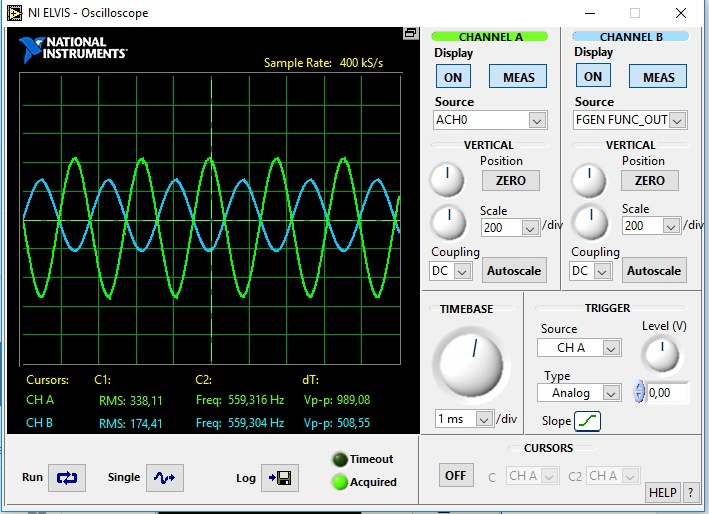 NI ELVIS - Oscilloscope
NATIONAL
INSTRUMENTS™
Sample Rate: 400 kS/s
Cursors: C1: C2: dT:
CH A RMS: 338,11 Freq: 559,316 Hz Vp-p: 989,08
CH B RMS: 174,41 Freq: 559,304 Hz Vp-p: 508,55
Run
Single
Log
Timeout
Acquired
CHANNEL A
Display
ON MEAS
Source
ACH0
VERTICAL
Position
ZERO
Scale
200 /div
Coupling
DC Autoscale
CHANNEL B
Display
ON MEAS
Source
FGEN FUNC_OUT
VERTICAL
Position
ZERO
Scale
200 /div
Coupling
DC Autoscale
TIMEBASE
1 ms /div
TRIGGER
Source
CH A
Level (V)
Type
Analog
0,00
Slope
CURSORS
OFF C CH A C2 CH A
HELP ?